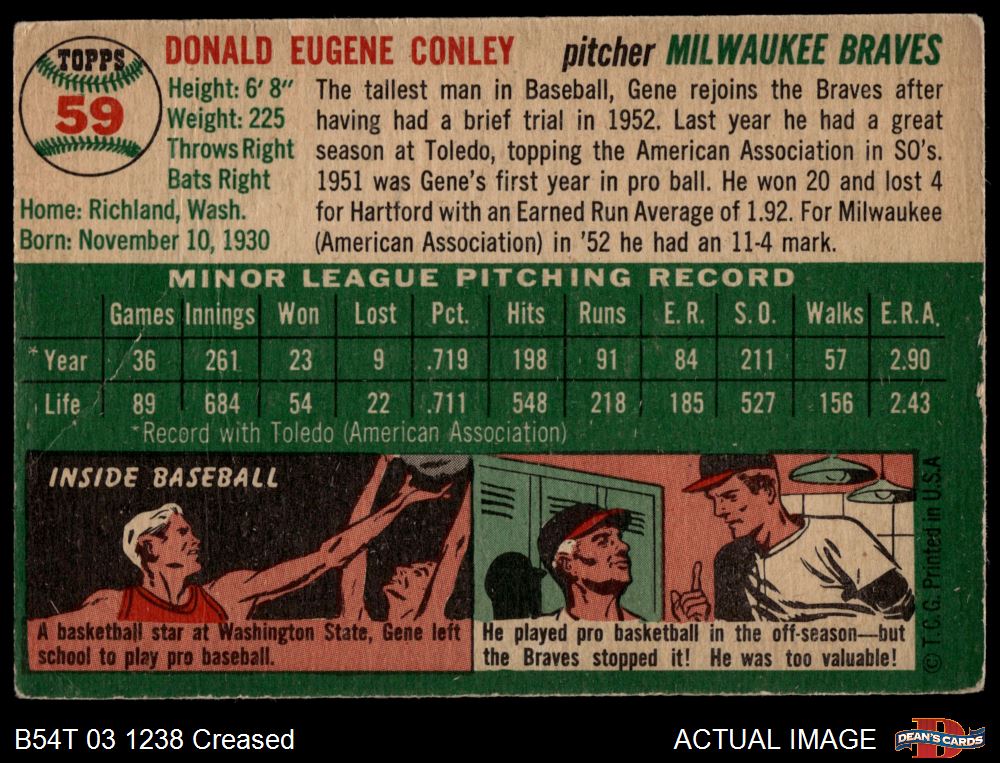 TOPPS
59
DONALD EUGENE CONLEY pitcher MILWAUKEE BRAVES
Height: 6' 8"
Weight: 225
Throws Right
Bats Right
Home: Richland, Wash.
Born: November 10, 1930
The tallest man in Baseball, Gene rejoins the Braves after
having had a brief trial in 1952. Last year he had a great
season at Toledo, topping the American Association in SO's.
1951 was Gene's first year in pro ball. He won 20 and lost 4
for Hartford with an Earned Run Average of 1.92. For Milwaukee
(American Association) in '52 he had an 11-4 mark.
MINOR LEAGUE PITCHING RECORD
Games Innings Won Lost Pct. Hits Runs E.R. S.O. Walks E.R.A.
*Year 36 261 23 9 .719 198 91 84 211 57 2.90
Life 89 684 54 22 .711 548 218 185 527 156 2.43
*Record with Toledo (American Association)
INSIDE BASEBALL
A basketball star at Washington State, Gene left
school to play pro baseball.
He played pro basketball in the off-season—but
the Braves stopped it! He was too valuable!
© T.C.G. Printed in U.S.A
B54T 03 1238 Creased
ACTUAL IMAGE
DEAN'S CARDS